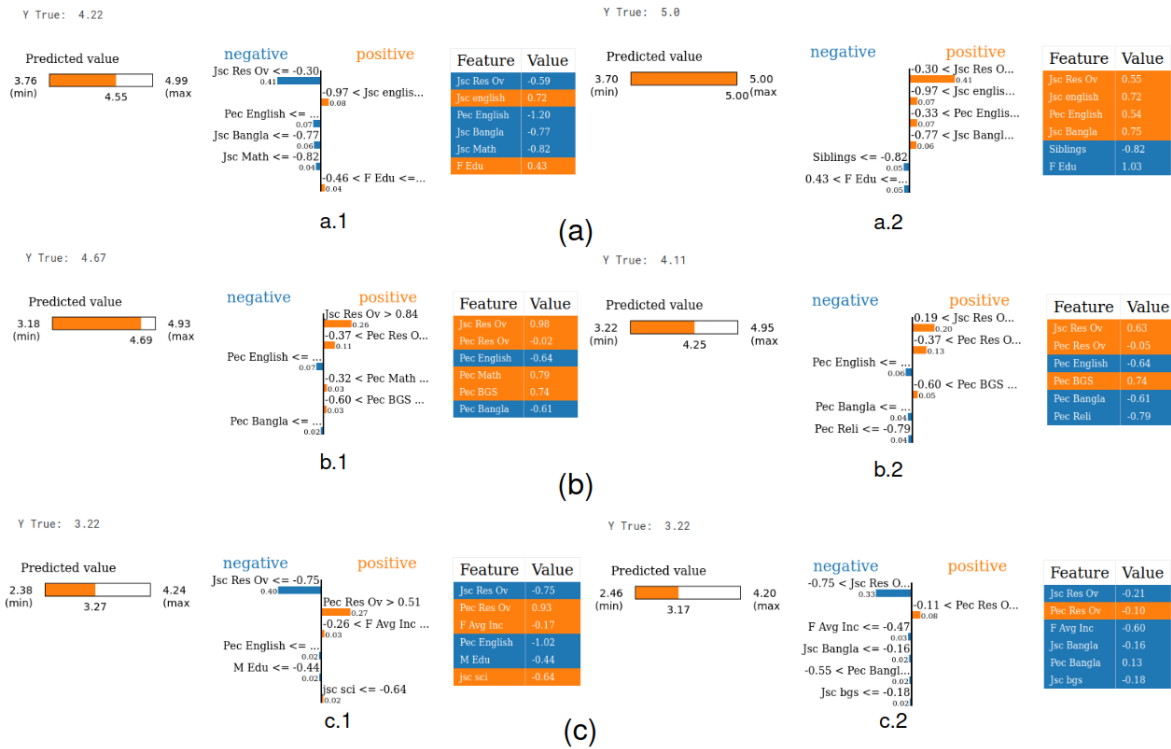 Y True: 4.22
Predicted value
3.76
(min)
4.55
4.99
(max
negative positive
Jsc Res Ov <= -0.30
0.41
-0.97 < Jsc englis...
0.08
Pec English <= ...
0.07
Jsc Bangla <= -0.77
0.06
Jsc Math <= -0.82
0.04
-0.46 < F Edu <=...
0.04
Feature Value
Jsc Res Ov -0.59
Jsc english 0.72
Pec English -1.20
Jsc Bangla -0.77
Jsc Math -0.82
F Edu 0.43
a.1
Y True: 5.0
Predicted value
3.70
(min)
5.00
5.00
(max
negative positive
-0.30 < Jsc Res O...
0.41
-0.97 < Jsc englis...
0.07
-0.33 < Pec Englis...
0.07
-0.77 < Jsc Bangl...
0.06
Siblings <= -0.82
0.05
0.43 < F Edu <=...
0.05
Feature Value
Jsc Res Ov 0.55
Jsc english 0.72
Pec English 0.54
Jsc Bangla 0.75
Siblings -0.82
F Edu 1.03
a.2
(a)
Y True: 4.67
Predicted value
3.18
(min)
4.69
4.93
(max
negative positive
Jsc Res Ov > 0.84
0.26
-0.37 < Pec Res O...
0.11
Pec English <= ...
0.07
-0.32 < Pec Math ...
0.03
-0.60 < Pec BGS ...
0.03
Pec Bangla <= ...
0.02
Feature Value
Jsc Res Ov 0.98
Pec Res Ov -0.02
Pec English -0.64
Pec Math 0.79
Pec BGS 0.74
Pec Bangla -0.61
b.1
Y True: 4.11
Predicted value
3.22
(min)
4.25
4.95
(max
negative positive
0.19 < Jsc Res O...
0.20
-0.37 < Pec Res O...
0.13
Pec English <= ...
0.06
-0.60 < Pec BGS ...
0.05
Pec Bangla <= ...
0.04
Pec Reli <= -0.79
0.04
Feature Value
Jsc Res Ov 0.63
Pec Res Ov -0.05
Pec English -0.64
Pec BGS 0.74
Pec Bangla -0.61
Pec Reli -0.79
b.2
(b)
Y True: 3.22
Predicted value
2.38
(min)
3.27
4.24
(max
negative positive
Jsc Res Ov <= -0.75
0.40
Pec Res Ov > 0.51
0.27
-0.26 < F Avg Inc ...
0.03
Pec English <= ...
0.02
M Edu <= -0.44
0.02
jsc sci <= -0.64
0.02
Feature Value
Jsc Res Ov -0.75
Pec Res Ov 0.93
F Avg Inc -0.17
Pec English -1.02
M Edu -0.44
jsc sci -0.64
c.1
Y True: 3.22
Predicted value
2.46
(min)
3.17
4.20
(max
negative positive
-0.75 < Jsc Res O...
0.33
-0.11 < Pec Res O...
0.08
F Avg Inc <= -0.47
0.03
Jsc Bangla <= -0.16
0.02
-0.55 < Pec Bangl...
0.02
Jsc bgs <= -0.18
0.02
Feature Value
Jsc Res Ov -0.21
Pec Res Ov -0.10
F Avg Inc -0.60
Jsc Bangla -0.16
Pec Bangla 0.13
Jsc bgs -0.18
c.2
(c)